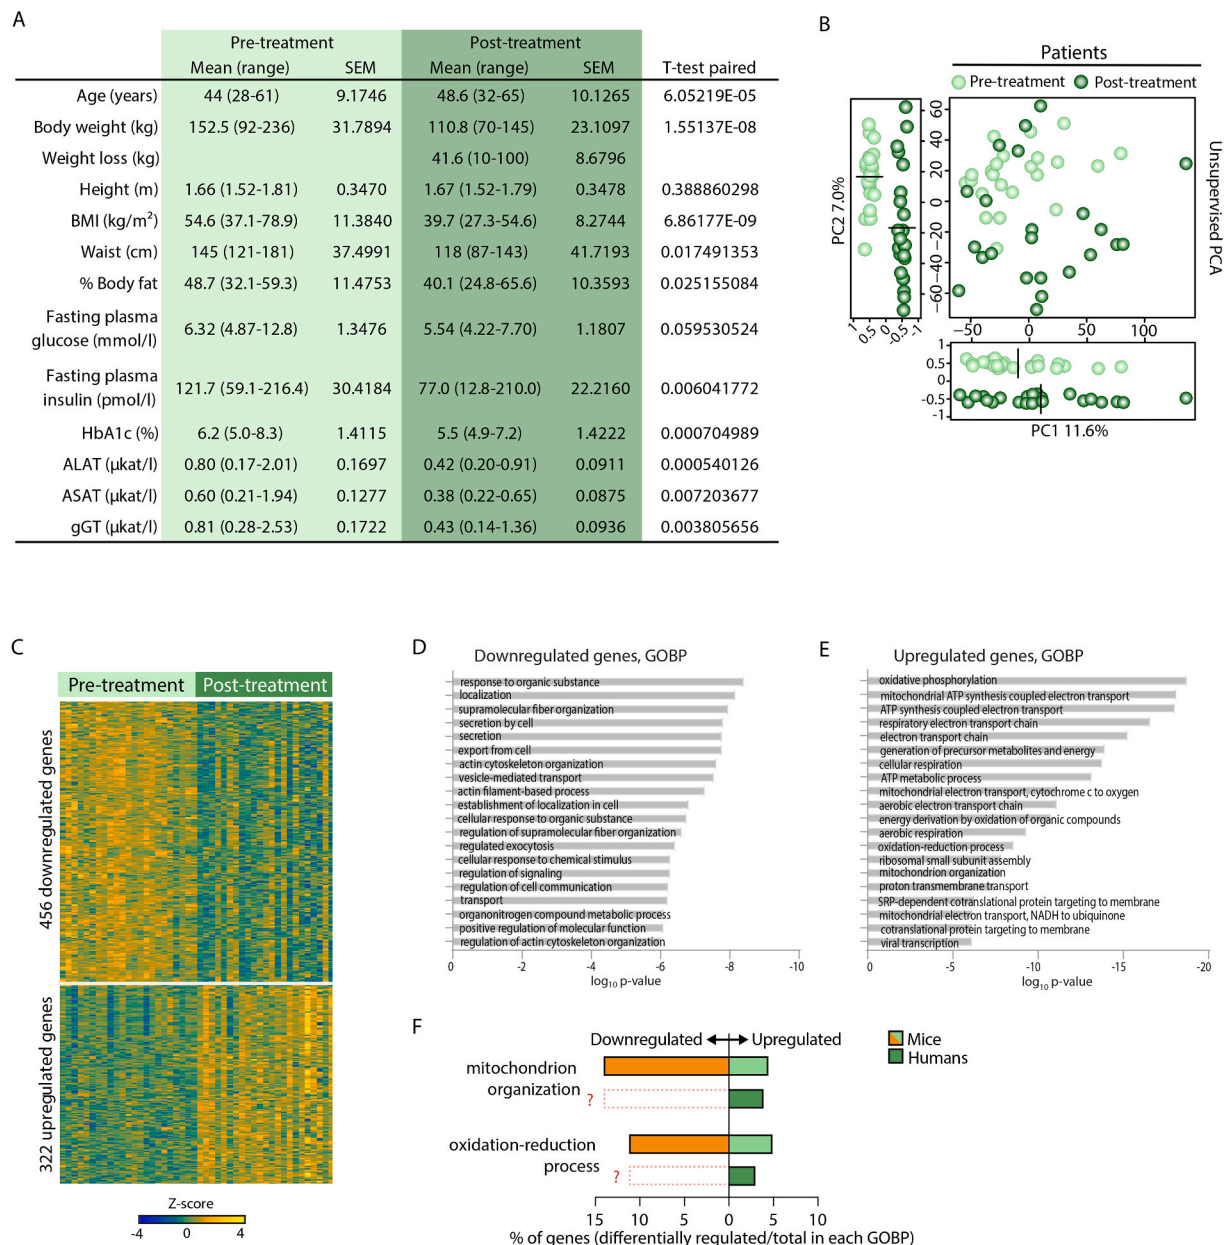 A
Pre-treatment Post-treatment
Mean (range) SEM Mean (range) SEM T-test paired
Age (years) 44 (28-61) 9.1746 48.6 (32-65) 10.1265 6.05219E-05
Body weight (kg) 152.5 (92-236) 31.7894 110.8 (70-145) 23.1097 1.55137E-08
Weight loss (kg) 41.6 (10-100) 8.6796
Height (m) 1.66 (1.52-1.81) 0.3470 1.67 (1.52-1.79) 0.3478 0.388860298
BMI (kg/m²) 54.6 (37.1-78.9) 11.3840 39.7 (27.3-54.6) 8.2744 6.86177E-09
Waist (cm) 145 (121-181) 37.4991 118 (87-143) 41.7193 0.017491353
% Body fat 48.7 (32.1-59.3) 11.4753 40.1 (24.8-65.6) 10.3593 0.025155084
Fasting plasma
glucose (mmol/l) 6.32 (4.87-12.8) 1.3476 5.54 (4.22-7.70) 1.1807 0.059530524
Fasting plasma
insulin (pmol/l) 121.7 (59.1-216.4) 30.4184 77.0 (12.8-210.0) 22.2160 0.006041772
HbA1c (%) 6.2 (5.0-8.3) 1.4115 5.5 (4.9-7.2) 1.4222 0.000704989
ALAT (µkat/l) 0.80 (0.17-2.01) 0.1697 0.42 (0.20-0.91) 0.0911 0.000540126
ASAT (µkat/l) 0.60 (0.21-1.94) 0.1277 0.38 (0.22-0.65) 0.0875 0.007203677
gGT (µkat/l) 0.81 (0.28-2.53) 0.1722 0.43 (0.14-1.36) 0.0936 0.003805656
B
Patients
Pre-treatment Post-treatment
PC2 7.0%
60
40
20
0
-20
-40
-60
Unsupervised PCA
1 0.5 0 -0.5 -1
-50 0 50 100
1
0.5
0
-0.5
-1
PC1 11.6%
C
Pre-treatment Post-treatment
456 downregulated genes
322 upregulated genes
Z-score
-4 0 4
D
Downregulated genes, GOBP
response to organic substance
localization
supramolecular fiber organization
secretion by cell
secretion
export from cell
actin cytoskeleton organization
vesicle-mediated transport
actin filament-based process
establishment of localization in cell
cellular response to organic substance
regulation of supramolecular fiber organization
regulated exocytosis
cellular response to chemical stimulus
regulation of signaling
regulation of cell communication
transport
organonitrogen compound metabolic process
positive regulation of molecular function
regulation of actin cytoskeleton organization
0 -2 -4 -6 -8 -10
log10 p-value
E
Upregulated genes, GOBP
oxidative phosphorylation
mitochondrial ATP synthesis coupled electron transport
ATP synthesis coupled electron transport
respiratory electron transport chain
electron transport chain
generation of precursor metabolites and energy
cellular respiration
ATP metabolic process
mitochondrial electron transport, cytochrome c to oxygen
aerobic electron transport chain
energy derivation by oxidation of organic compounds
aerobic respiration
oxidation-reduction process
ribosomal small subunit assembly
mitochondrion organization
proton transmembrane transport
SRP-dependent cotranslational protein targeting to membrane
mitochondrial electron transport, NADH to ubiquinone
cotranslational protein targeting to membrane
viral transcription
0 -5 -10 -15 -20
log10 p-value
F
Downregulated Upregulated
Mice
Humans
mitochondrion
organization
?
oxidation-reduction
process
?
15 10 5 0 5 10
% of genes (differentially regulated/total in each GOBP)